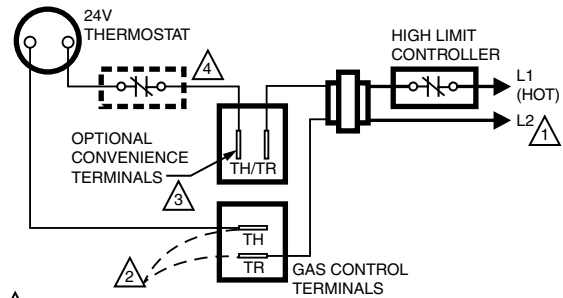 24V
THERMOSTAT
HIGH LIMIT
CONTROLLER
4
L1
(HOT)
L2
1
OPTIONAL
CONVENIENCE
TERMINALS
TH/TR
3
TH
TR
2
GAS CONTROL
TERMINALS